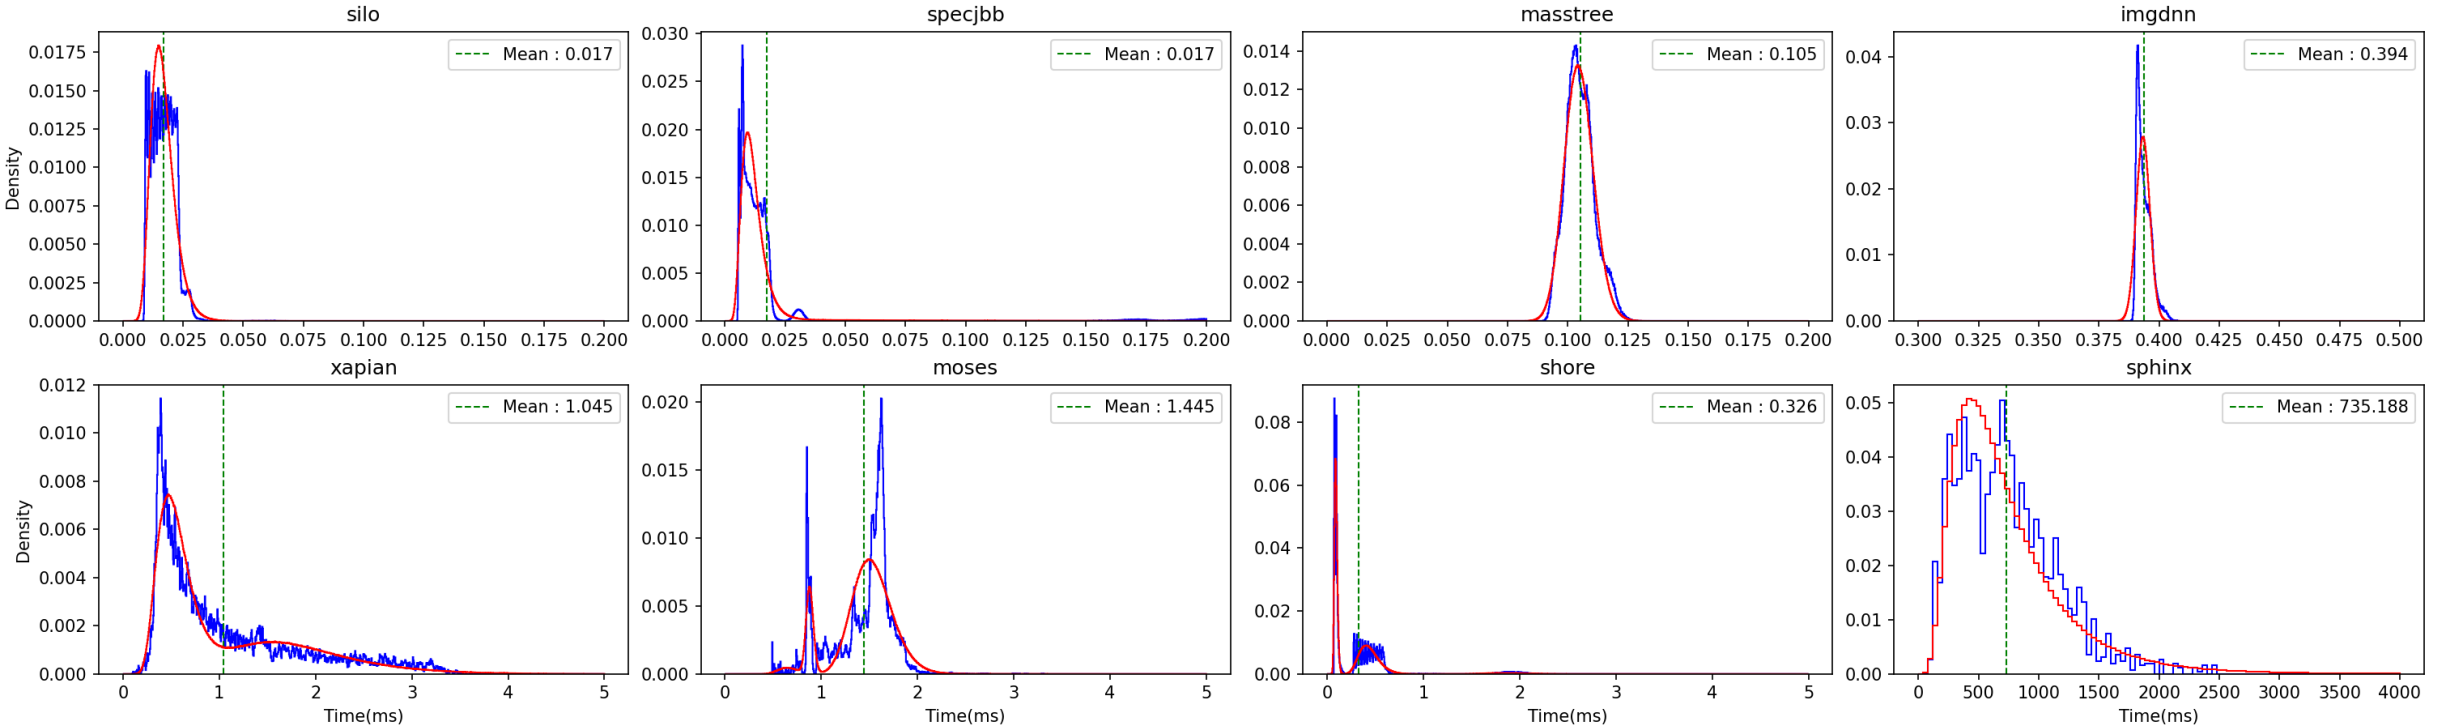 silo
Mean : 0.017
Density
0.0175
0.0150
0.0125
0.0100
0.0075
0.0050
0.0025
0.0000
0.000 0.025 0.050 0.075 0.100 0.125 0.150 0.175 0.200
specjbb
Mean : 0.017
0.030
0.025
0.020
0.015
0.010
0.005
0.000
0.000 0.025 0.050 0.075 0.100 0.125 0.150 0.175 0.200
masstree
Mean : 0.105
0.014
0.012
0.010
0.008
0.006
0.004
0.002
0.000
0.000 0.025 0.050 0.075 0.100 0.125 0.150 0.175 0.200
imgdnn
Mean : 0.394
0.04
0.03
0.02
0.01
0.00
0.300 0.325 0.350 0.375 0.400 0.425 0.450 0.475 0.500
xapian
Mean : 1.045
Density
0.012
0.010
0.008
0.006
0.004
0.002
0.000
0 1 2 3 4 5
Time(ms)
moses
Mean : 1.445
0.020
0.015
0.010
0.005
0.000
0 1 2 3 4 5
Time(ms)
shore
Mean : 0.326
0.08
0.06
0.04
0.02
0.00
0 1 2 3 4 5
Time(ms)
sphinx
Mean : 735.188
0.05
0.04
0.03
0.02
0.01
0.00
0 500 1000 1500 2000 2500 3000 3500 4000
Time(ms)